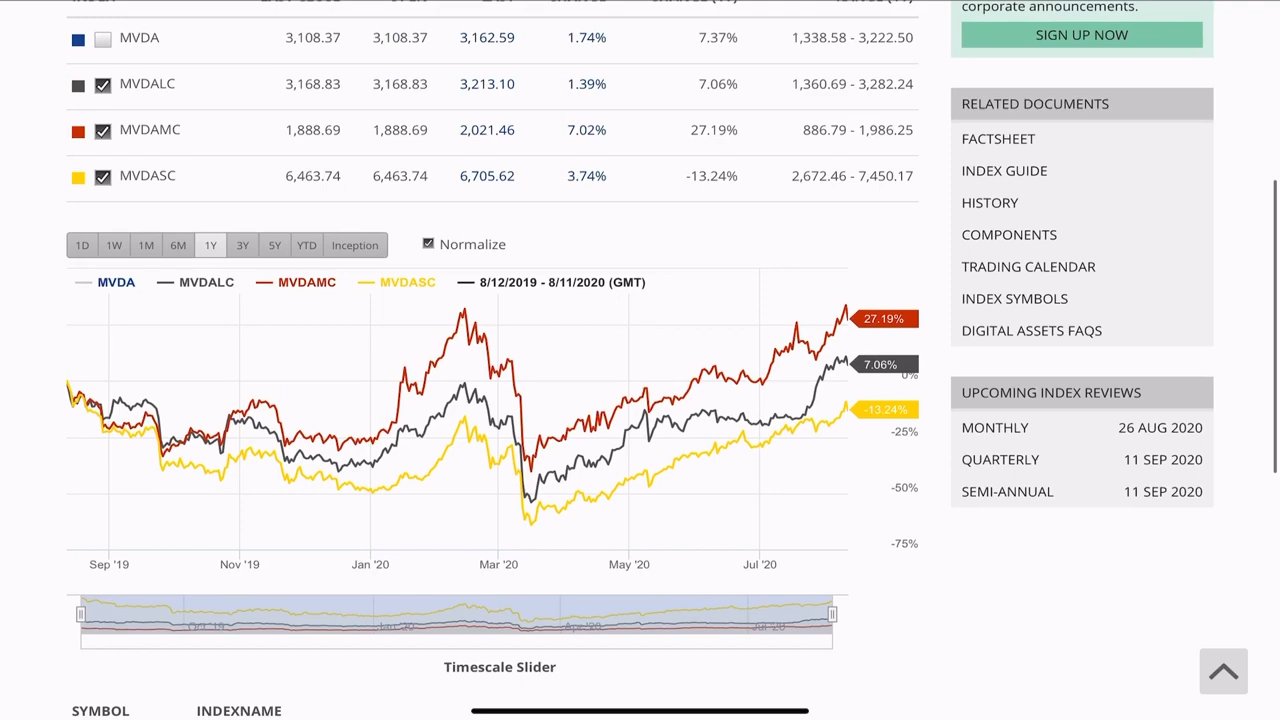 corporate announcements.
SIGN UP NOW
MVDA 3,108.37 3,108.37 3,162.59 1.74% 7.37% 1,338.58 - 3,222.50
MVDALC 3,168.83 3,168.83 3,213.10 1.39% 7.06% 1,360.69 - 3,282.24
MVDAMC 1,888.69 1,888.69 2,021.46 7.02% 27.19% 886.79 - 1,986.25
MVDASC 6,463.74 6,463.74 6,705.62 3.74% -13.24% 2,672.46 - 7,450.17
RELATED DOCUMENTS
FACTSHEET
INDEX GUIDE
HISTORY
COMPONENTS
TRADING CALENDAR
INDEX SYMBOLS
DIGITAL ASSETS FAQS
1D 1W 1M 6M 1Y 3Y 5Y YTD Inception Normalize
MVDA MVDALC MVDAMC MVDASC 8/12/2019 - 8/11/2020 (GMT)
27.19%
7.06%
0%
-13.24%
-25%
-50%
-75%
Sep '19 Nov '19 Jan '20 Mar '20 May '20 Jul '20
UPCOMING INDEX REVIEWS
MONTHLY 26 AUG 2020
QUARTERLY 11 SEP 2020
SEMI-ANNUAL 11 SEP 2020
Oct '19 Jan '20 Apr '20 Jul '20
Timescale Slider
SYMBOL INDEXNAME